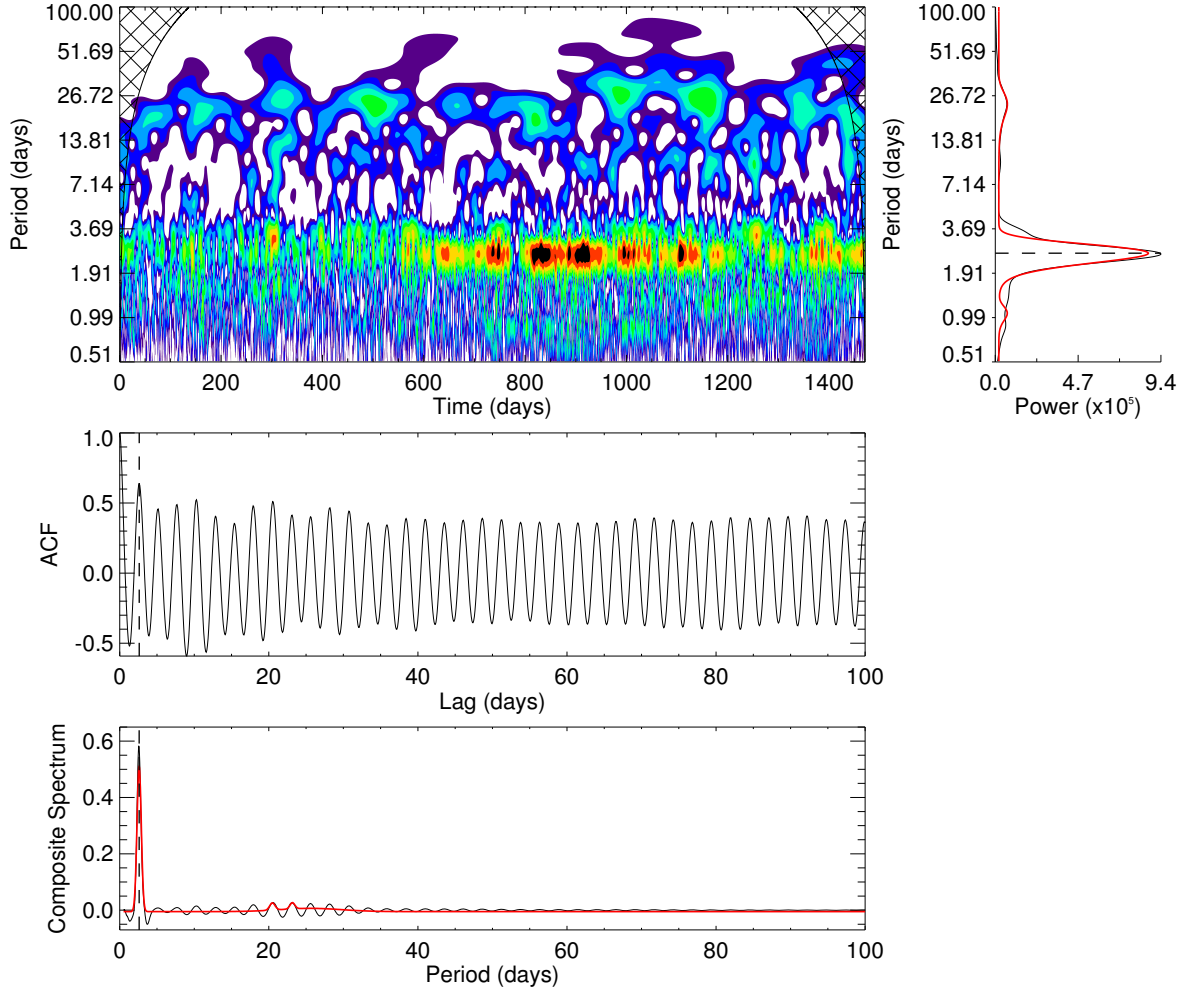 100.00
51.69
26.72
13.81
7.14
3.69
1.91
0.99
0.51
Period (days)
0 200 400 600 800 1000 1200 1400
Time (days)
100.00
51.69
26.72
13.81
7.14
3.69
1.91
0.99
0.51
Period (days)
0.0 4.7 9.4
Power (x10⁵)
1.0
0.5
0.0
-0.5
ACF
0 20 40 60 80 100
Lag (days)
0.6
0.4
0.2
0.0
Composite Spectrum
0 20 40 60 80 100
Period (days)